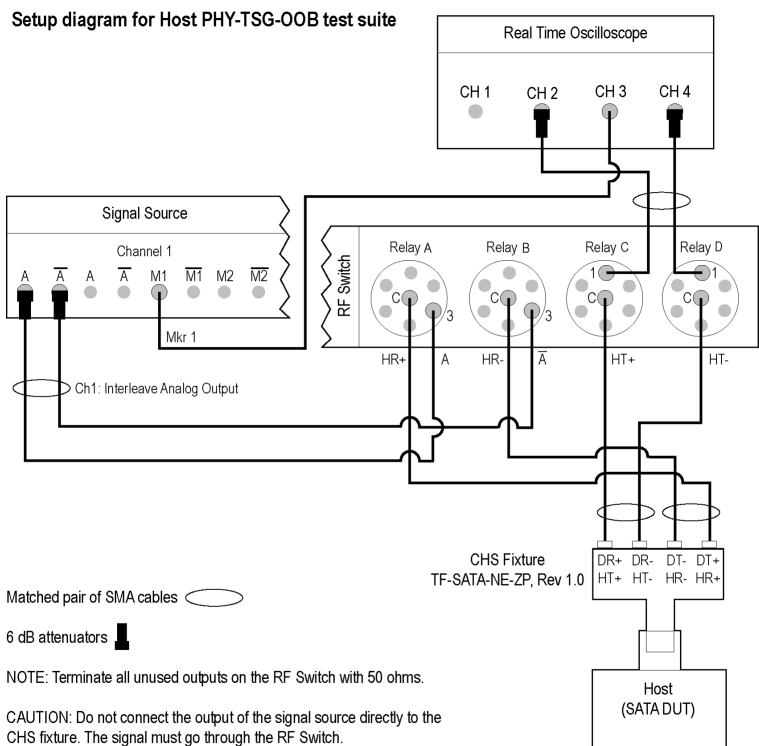 Setup diagram for Host PHY-TSG-OOB test suite
Real Time Oscilloscope
CH 1 CH 2 CH 3 CH 4
Signal Source
Channel 1
A A̅ A A̅ M1 M̅1̅ M2 M̅2̅
Mkr 1
RF Switch
Relay A Relay B Relay C Relay D
1 1
C C C C
3 3
HR+ A HR- A̅ HT+ HT-
Ch1: Interleave Analog Output
CHS Fixture
TF-SATA-NE-ZP, Rev 1.0
DR+ DR- DT- DT+
HT+ HT- HR- HR+
Host
(SATA DUT)
Matched pair of SMA cables
6 dB attenuators
NOTE: Terminate all unused outputs on the RF Switch with 50 ohms.
CAUTION: Do not connect the output of the signal source directly to the
CHS fixture. The signal must go through the RF Switch.